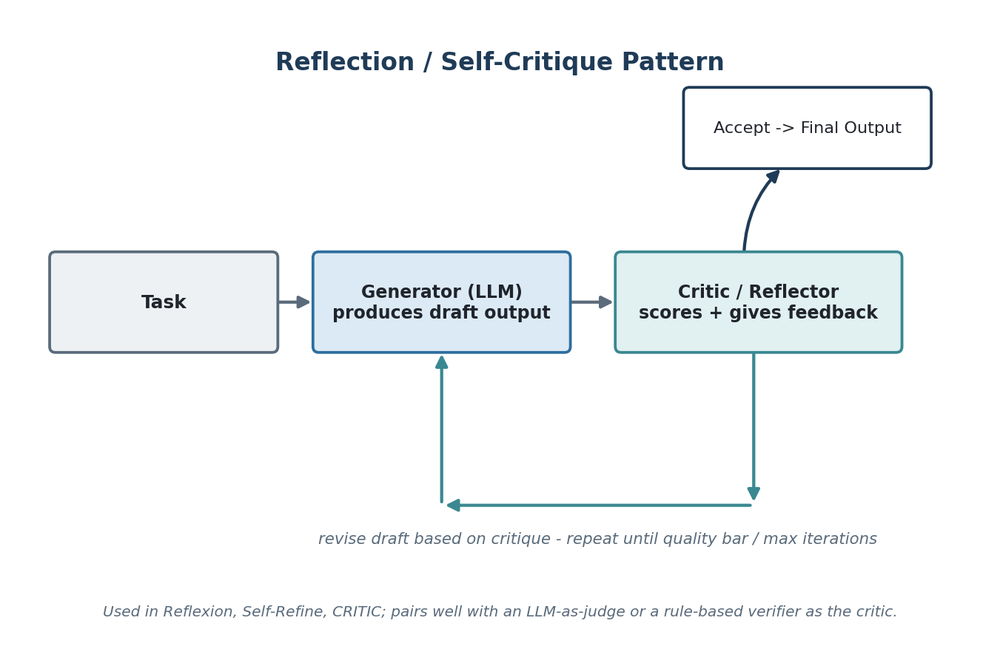 Reflection / Self-Critique Pattern
Accept -> Final Output
Task
Generator (LLM)
produces draft output
Critic / Reflector
scores + gives feedback
revise draft based on critique - repeat until quality bar / max iterations
Used in Reflexion, Self-Refine, CRITIC; pairs well with an LLM-as-judge or a rule-based verifier as the critic.